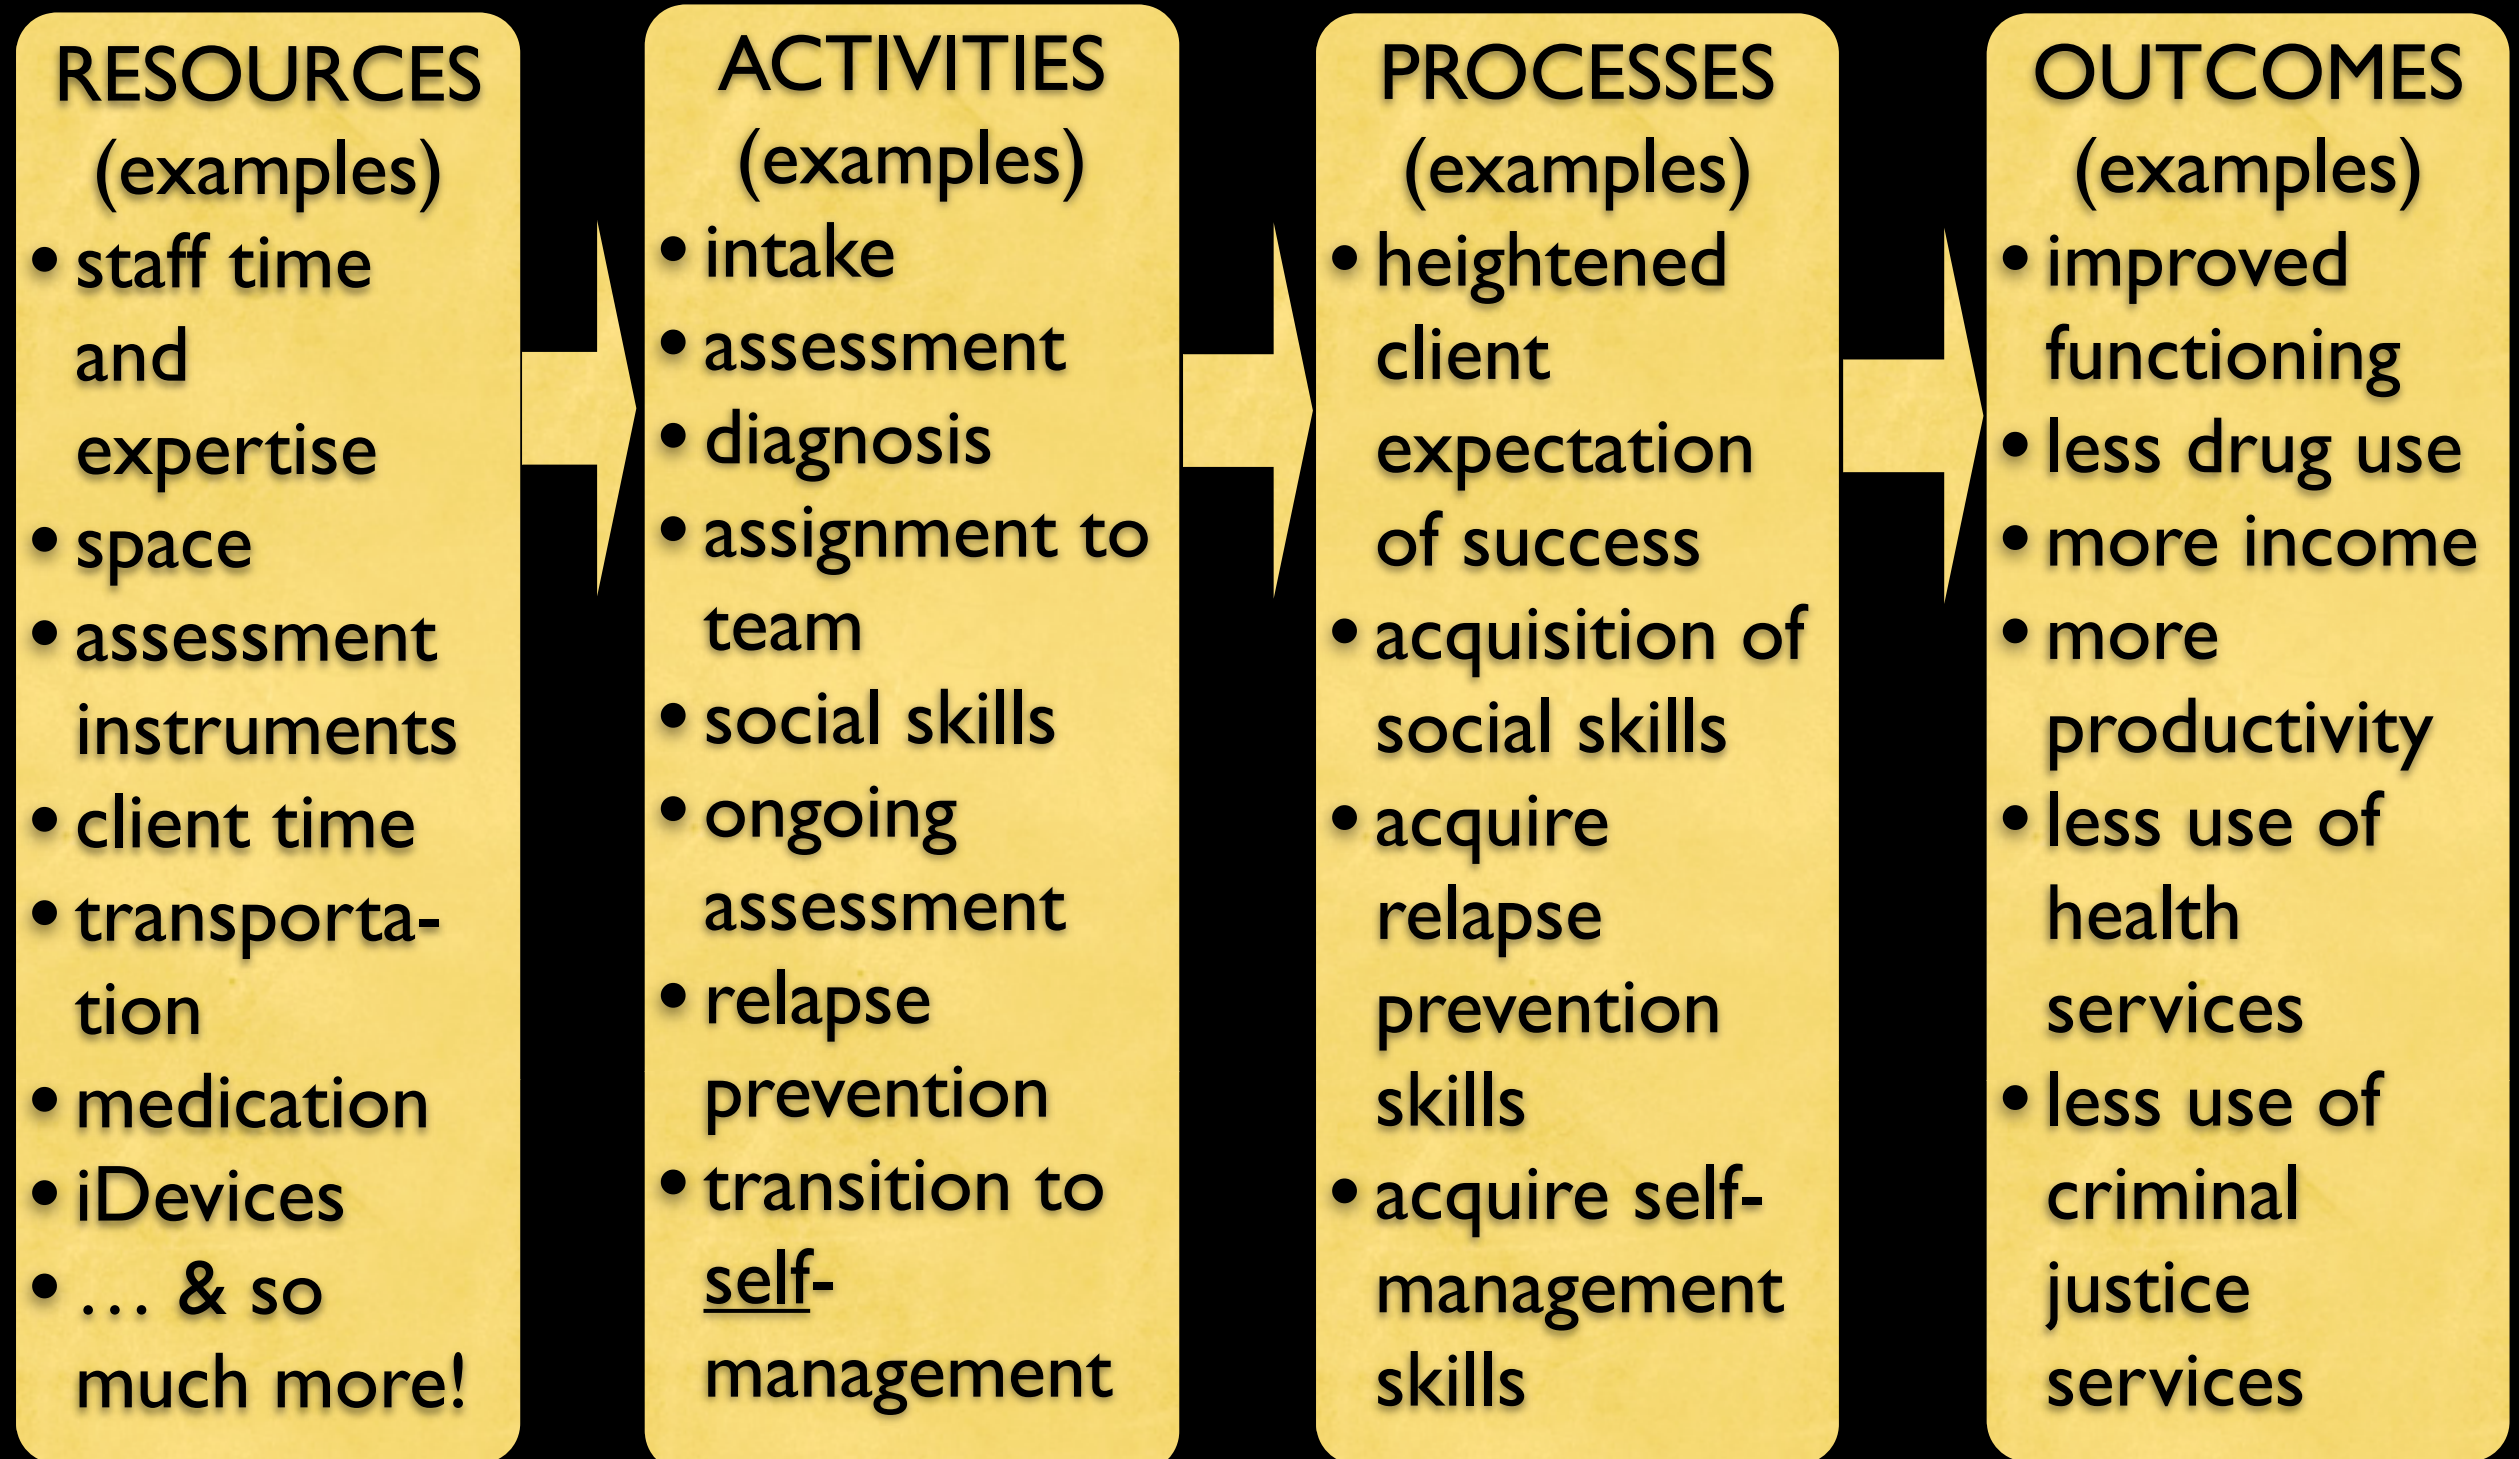 RESOURCES
(examples)
• staff time
and
expertise
• space
• assessment
instruments
• client time
• transporta-
tion
• medication
• iDevices
• … & so
much more!
ACTIVITIES
(examples)
• intake
• assessment
• diagnosis
• assignment to
team
• social skills
• ongoing
assessment
• relapse
prevention
• transition to
self-
management
PROCESSES
(examples)
• heightened
client
expectation
of success
• acquisition of
social skills
• acquire
relapse
prevention
skills
• acquire self-
management
skills
OUTCOMES
(examples)
• improved
functioning
• less drug use
• more income
• more
productivity
• less use of
health
services
• less use of
criminal
justice
services